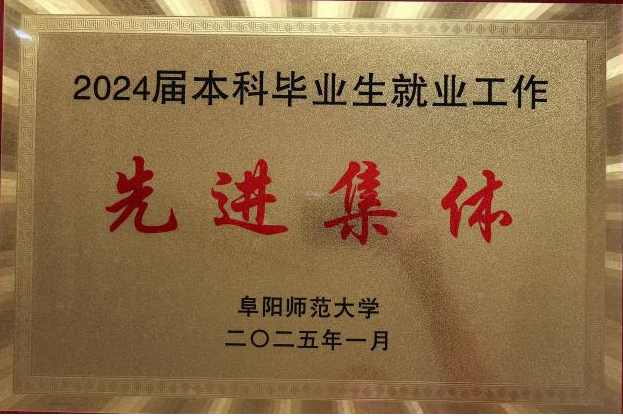 2024届本科毕业生就业工作
先进集体
阜阳师范大学
二〇二五年一月